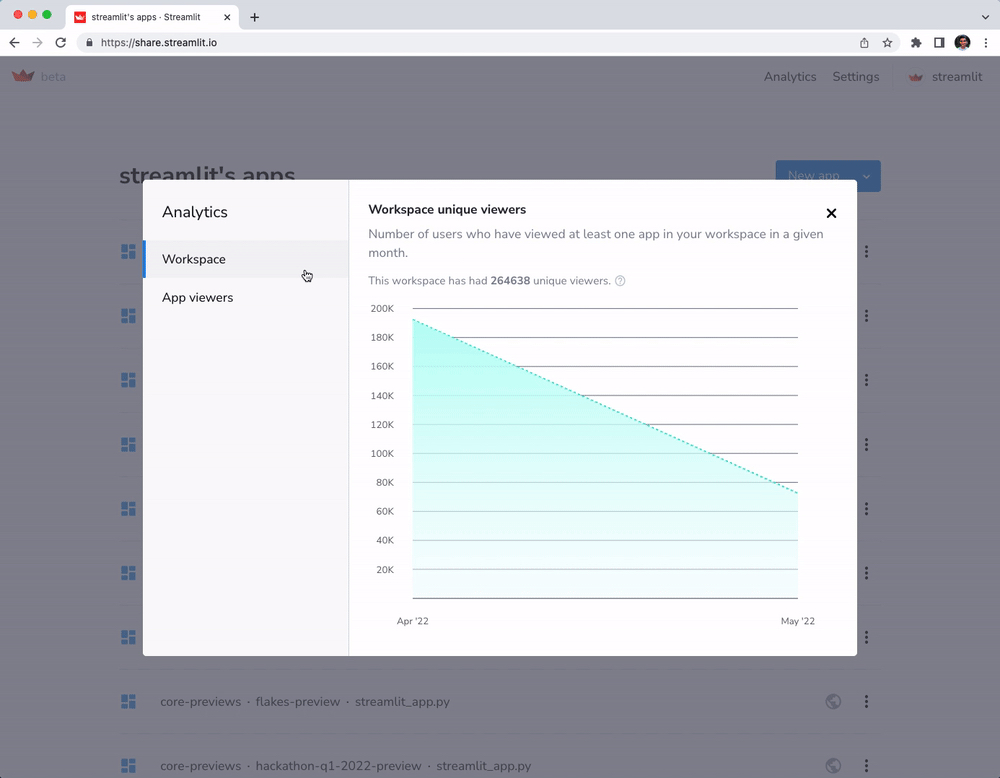 streamlit's apps · Streamlit
https://share.streamlit.io
beta
Analytics
Settings
streamlit
streamlit's apps
New app
Analytics
Workspace
App viewers
Workspace unique viewers
Number of users who have viewed at least one app in your workspace in a given
month.
This workspace has had 264638 unique viewers.
200K
180K
160K
140K
120K
100K
80K
60K
40K
20K
Apr '22
May '22
core-previews · flakes-preview · streamlit_app.py
core-previews · hackathon-q1-2022-preview · streamlit_app.py